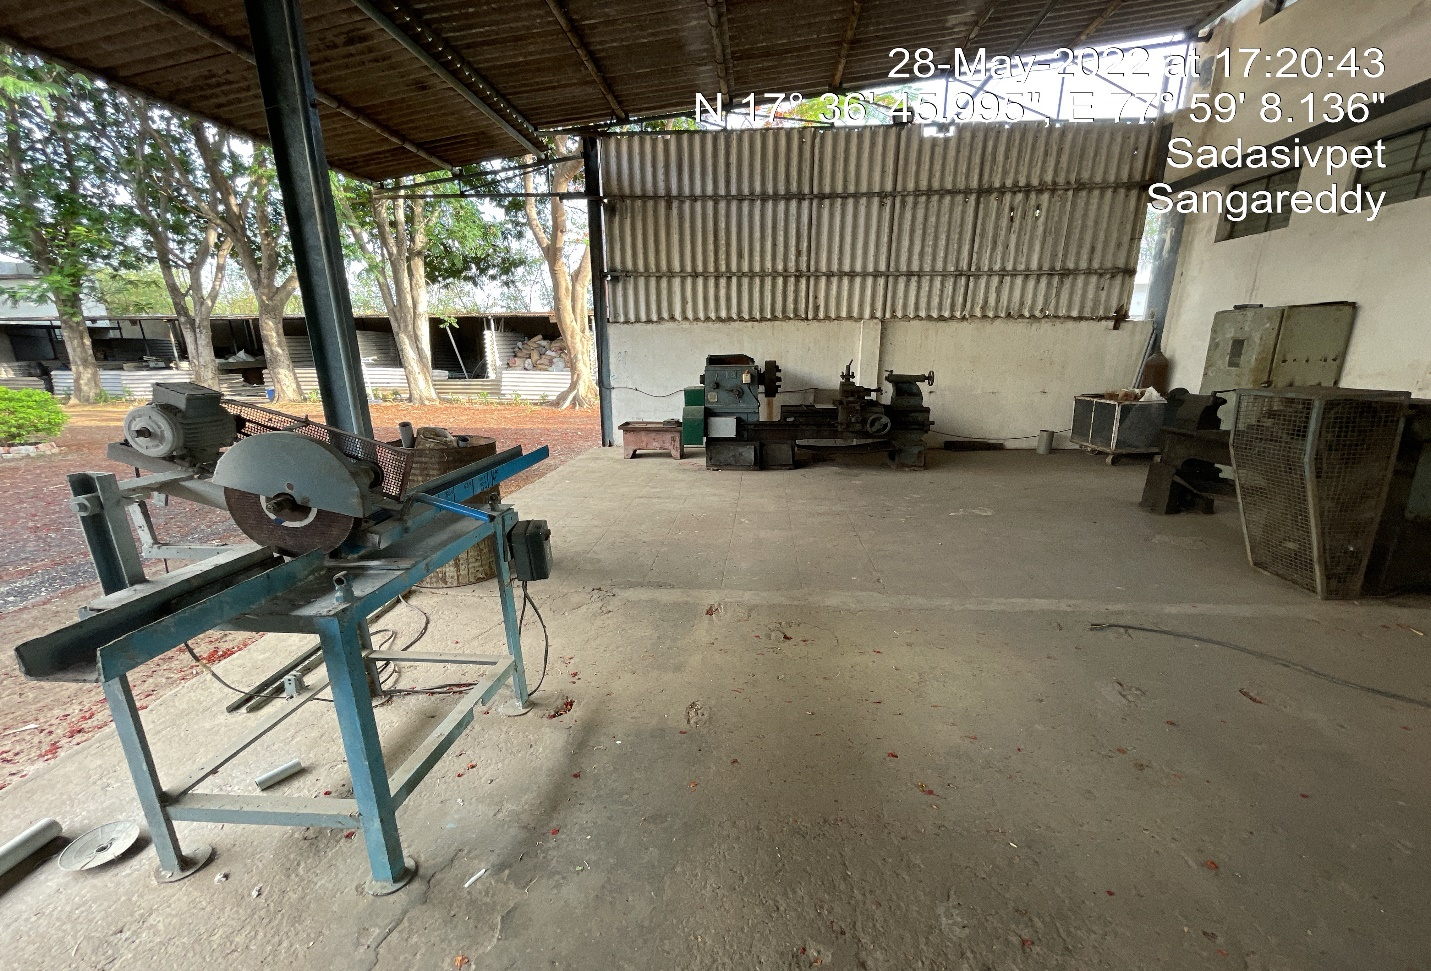 28-May-2022 at 17:20:43
N 17° 36' 45.995", E 77° 59' 8.136"
Sadasivpet
Sangareddy